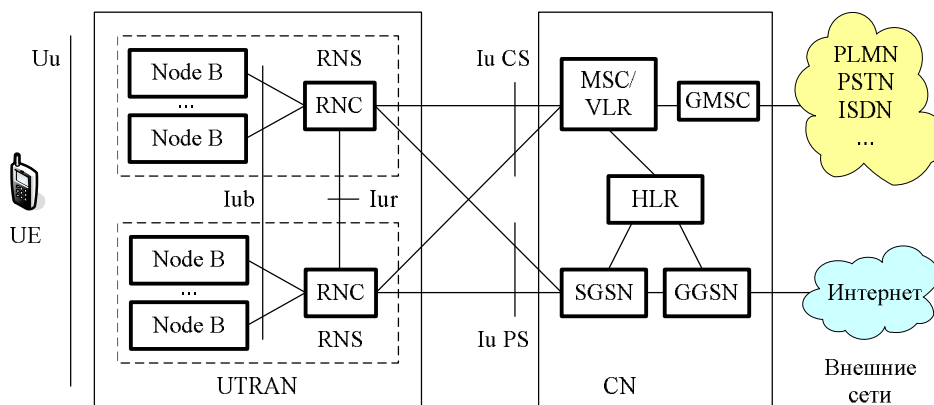 Uu
UE
Node B
...
Node B
RNS
RNC
Iub
Iur
Node B
...
Node B
RNC
RNS
UTRAN
Iu CS
Iu PS
MSC/
VLR
GMSC
HLR
SGSN
GGSN
CN
PLMN
PSTN
ISDN
...
Интернет
Внешние
сети